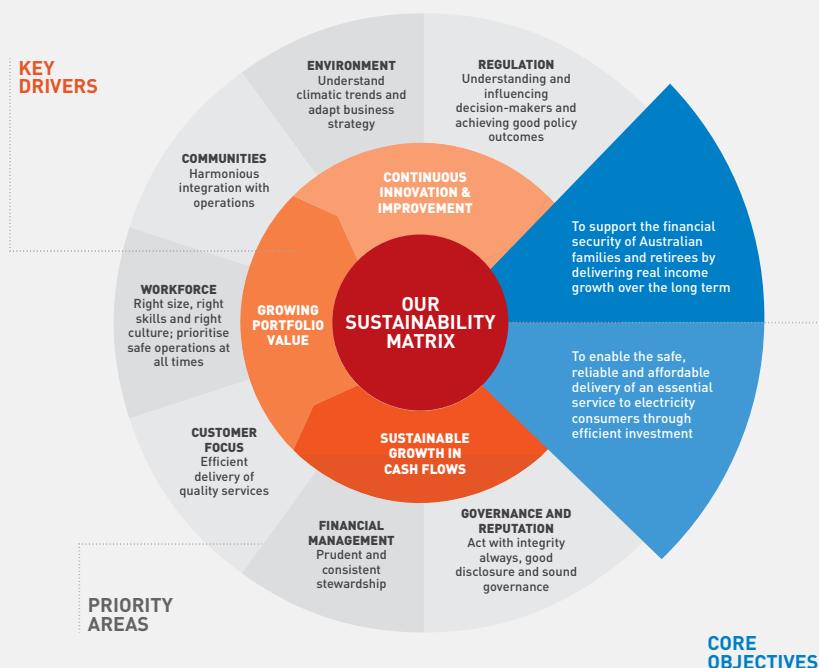 KEY
DRIVERS
ENVIRONMENT
Understand
climatic trends and
adapt business
strategy
REGULATION
Understanding and
influencing
decision-makers and
achieving good policy
outcomes
COMMUNITIES
Harmonious
integration with
operations
CONTINUOUS
INNOVATION &
IMPROVEMENT
To support the financial
security of Australian
families and retirees by
delivering real income
growth over the long term
WORKFORCE
Right size, right
skills and right
culture; prioritise
safe operations at
all times
GROWING
PORTFOLIO
VALUE
OUR
SUSTAINABILITY
MATRIX
To enable the safe,
reliable and affordable
delivery of an essential
service to electricity
consumers through
efficient investment
CUSTOMER
FOCUS
Efficient
delivery of
quality services
SUSTAINABLE
GROWTH IN
CASH FLOWS
FINANCIAL
MANAGEMENT
Prudent and
consistent
stewardship
GOVERNANCE AND
REPUTATION
Act with integrity
always, good
disclosure and sound
governance
PRIORITY
AREAS
CORE
OBJECTIVES